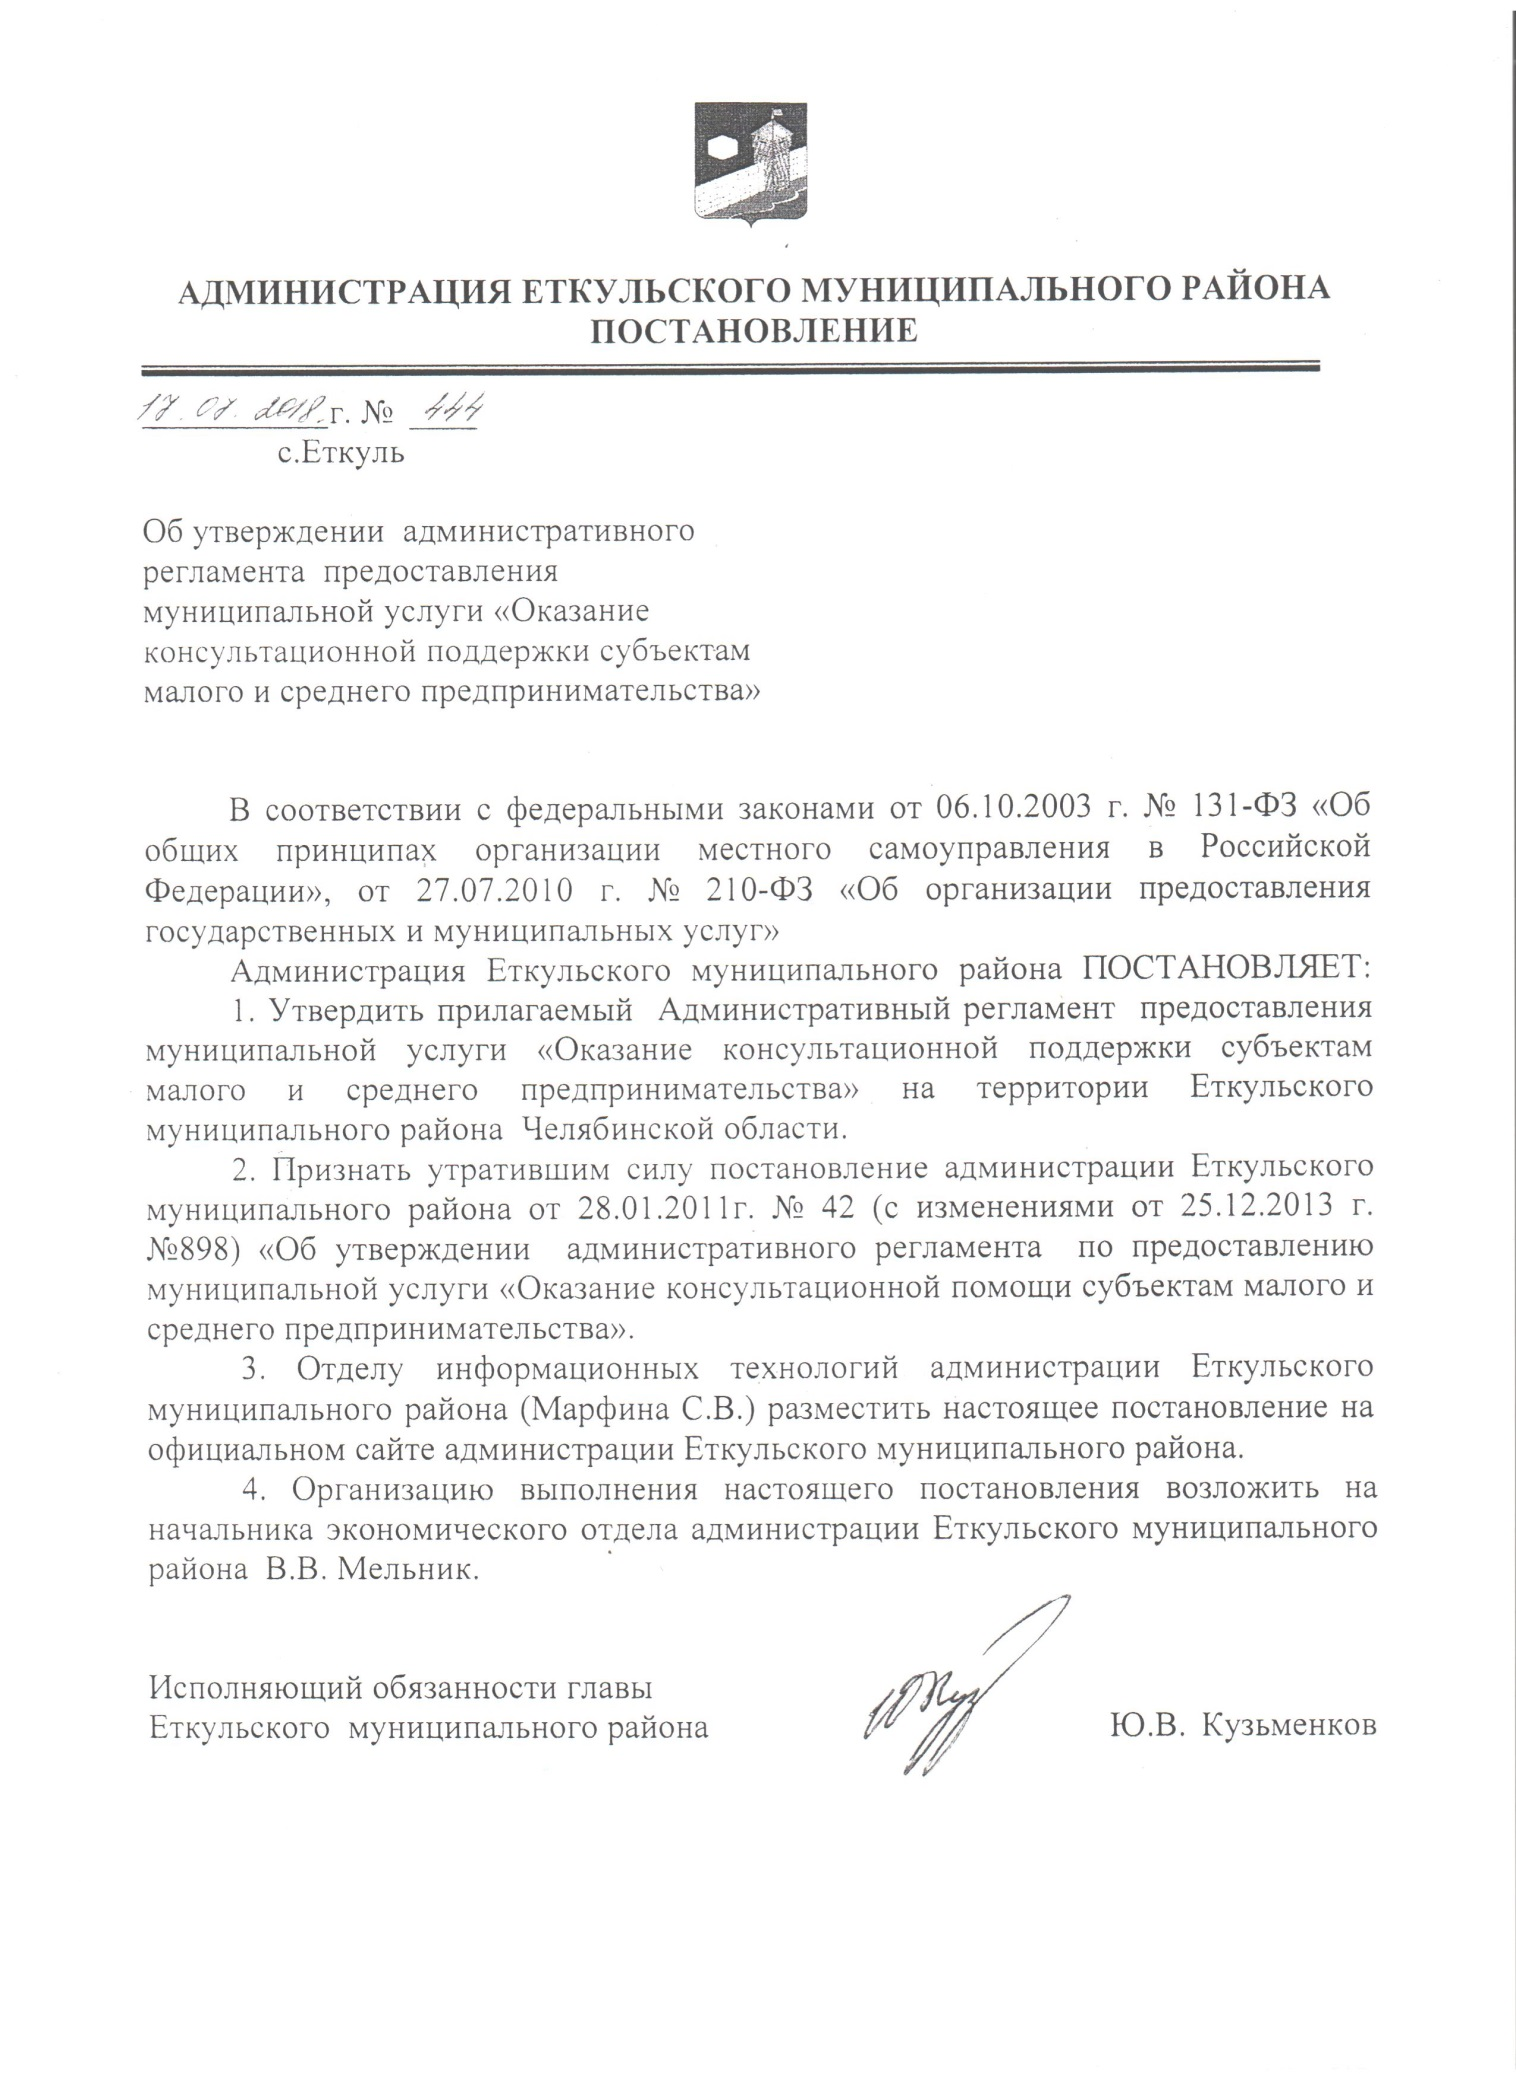 АДМИНИСТРАЦИЯ ЕТКУЛЬСКОГО МУНИЦИПАЛЬНОГО РАЙОНА
ПОСТАНОВЛЕНИЕ
17.07.2018.г. № 444
с.Еткуль
Об утверждении административного
регламента предоставления
муниципальной услуги «Оказание
консультационной поддержки субъектам
малого и среднего предпринимательства»
В соответствии с федеральными законами от 06.10.2003 г. № 131-ФЗ «Об
общих принципах организации местного самоуправления в Российской
Федерации», от 27.07.2010 г. № 210-ФЗ «Об организации предоставления
государственных и муниципальных услуг»
Администрация Еткульского муниципального района ПОСТАНОВЛЯЕТ:
1. Утвердить прилагаемый Административный регламент предоставления
муниципальной услуги «Оказание консультационной поддержки субъектам
малого и среднего предпринимательства» на территории Еткульского
муниципального района Челябинской области.
2. Признать утратившим силу постановление администрации Еткульского
муниципального района от 28.01.2011г. № 42 (с изменениями от 25.12.2013 г.
№898) «Об утверждении административного регламента по предоставлению
муниципальной услуги «Оказание консультационной помощи субъектам малого и
среднего предпринимательства».
3. Отделу информационных технологий администрации Еткульского
муниципального района (Марфина С.В.) разместить настоящее постановление на
официальном сайте администрации Еткульского муниципального района.
4. Организацию выполнения настоящего постановления возложить на
начальника экономического отдела администрации Еткульского муниципального
района В.В. Мельник.
Исполняющий обязанности главы
Еткульского муниципального района Ю.В. Кузьменков